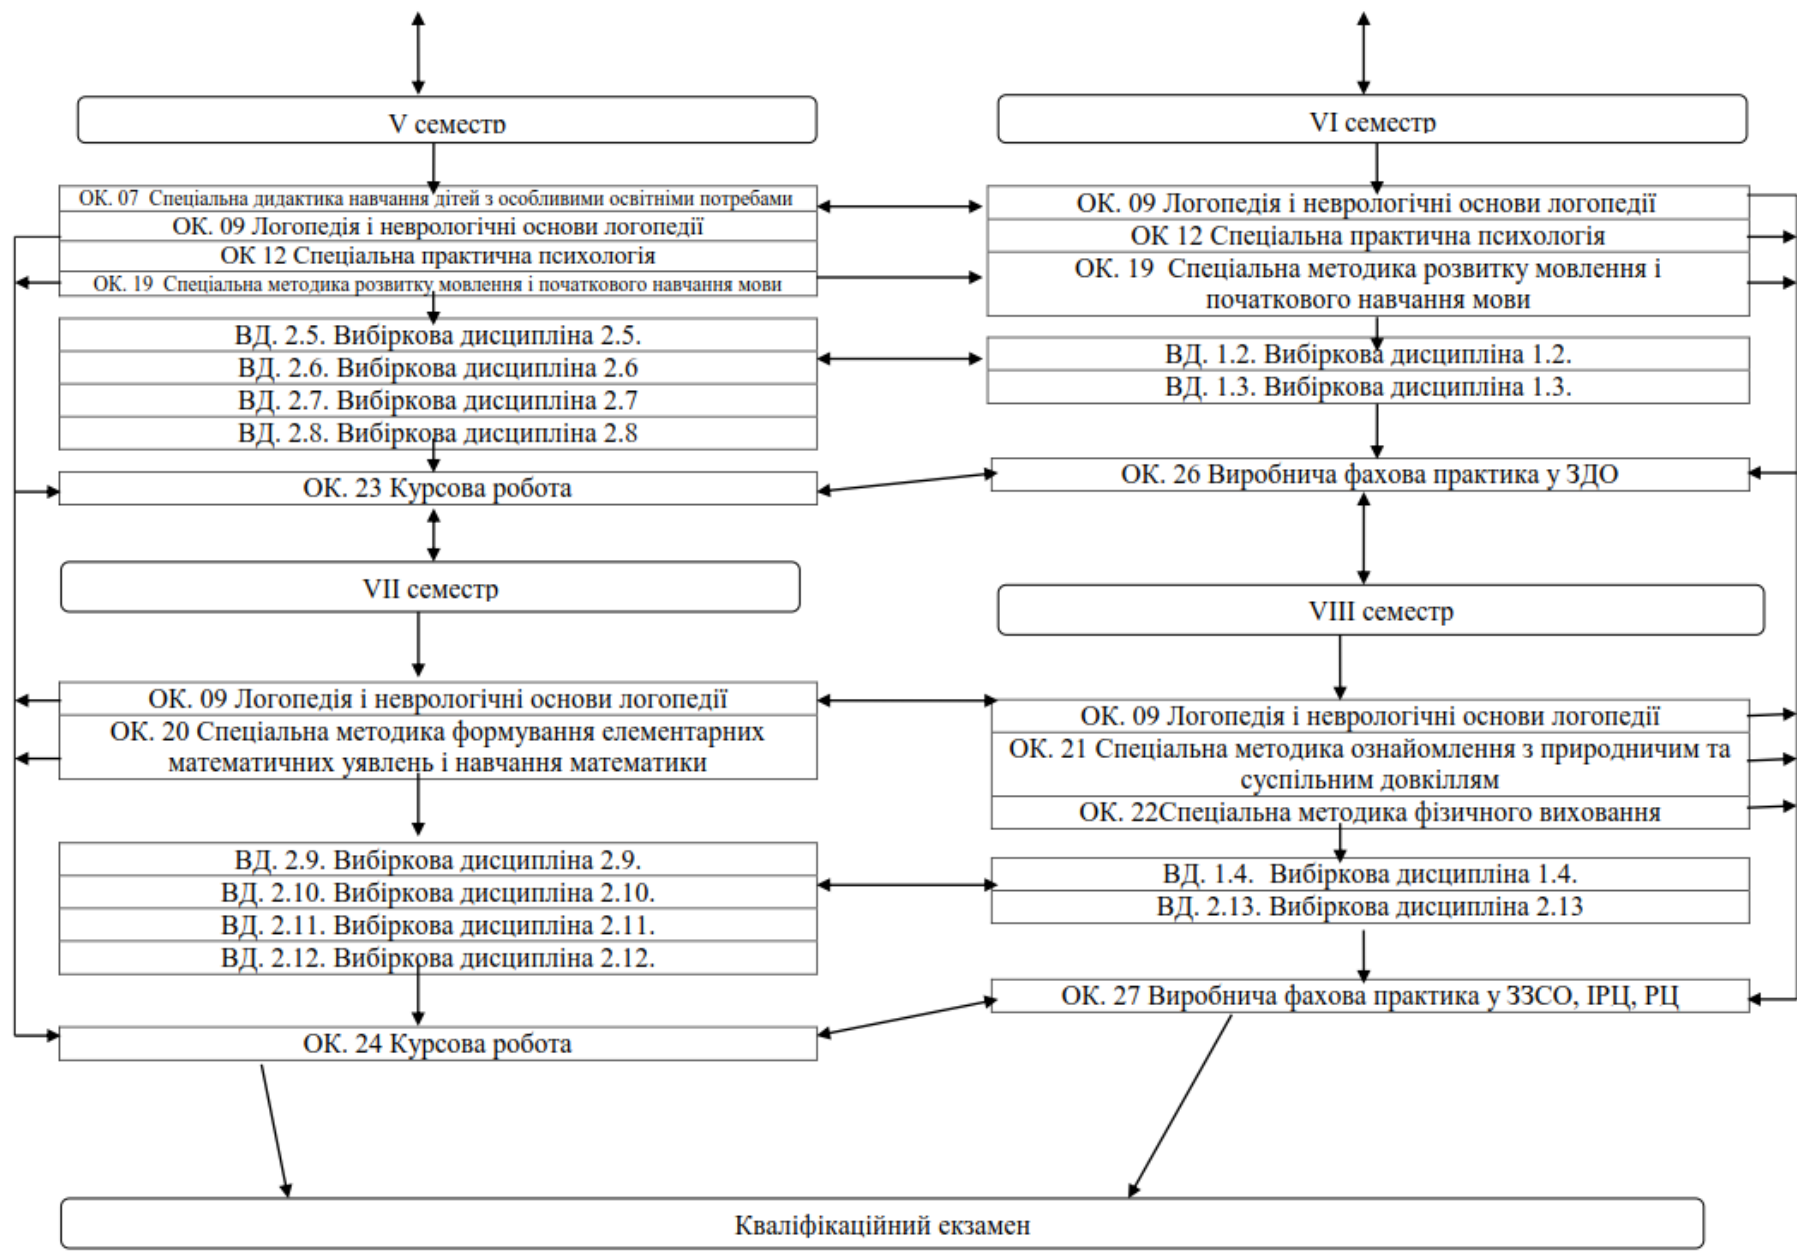 V семестр
ОК. 07 Спеціальна дидактика навчання дітей з особливими освітніми потребами
ОК. 09 Логопедія і неврологічні основи логопедії
ОК 12 Спеціальна практична психологія
ОК. 19 Спеціальна методика розвитку мовлення і початкового навчання мови
ВД. 2.5. Вибіркова дисципліна 2.5.
ВД. 2.6. Вибіркова дисципліна 2.6
ВД. 2.7. Вибіркова дисципліна 2.7
ВД. 2.8. Вибіркова дисципліна 2.8
ОК. 23 Курсова робота
VI семестр
ОК. 09 Логопедія і неврологічні основи логопедії
ОК 12 Спеціальна практична психологія
ОК. 19 Спеціальна методика розвитку мовлення і
початкового навчання мови
ВД. 1.2. Вибіркова дисципліна 1.2.
ВД. 1.3. Вибіркова дисципліна 1.3.
ОК. 26 Виробнича фахова практика у ЗДО
VII семестр
ОК. 09 Логопедія і неврологічні основи логопедії
ОК. 20 Спеціальна методика формування елементарних
математичних уявлень і навчання математики
ВД. 2.9. Вибіркова дисципліна 2.9.
ВД. 2.10. Вибіркова дисципліна 2.10.
ВД. 2.11. Вибіркова дисципліна 2.11.
ВД. 2.12. Вибіркова дисципліна 2.12.
ОК. 24 Курсова робота
VIII семестр
ОК. 09 Логопедія і неврологічні основи логопедії
ОК. 21 Спеціальна методика ознайомлення з природничим та
суспільним довкіллям
ОК. 22Спеціальна методика фізичного виховання
ВД. 1.4. Вибіркова дисципліна 1.4.
ВД. 2.13. Вибіркова дисципліна 2.13
ОК. 27 Виробнича фахова практика у ЗЗСО, ІРЦ, РЦ
Кваліфікаційний екзамен